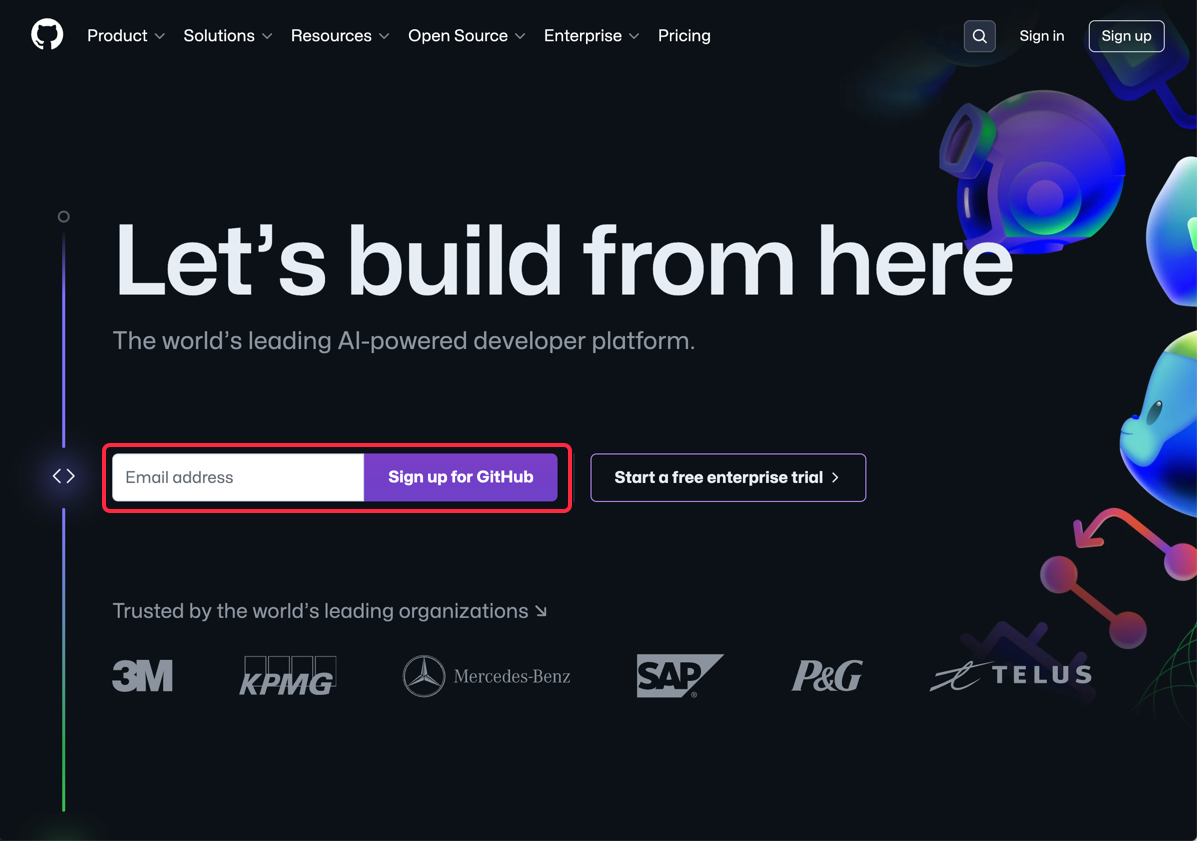 Product Solutions Resources Open Source Enterprise Pricing Sign in Sign up
Let’s build from here
The world’s leading AI-powered developer platform.
Email address Sign up for GitHub Start a free enterprise trial
Trusted by the world’s leading organizations
3M KPMG Mercedes-Benz SAP P&G TELUS